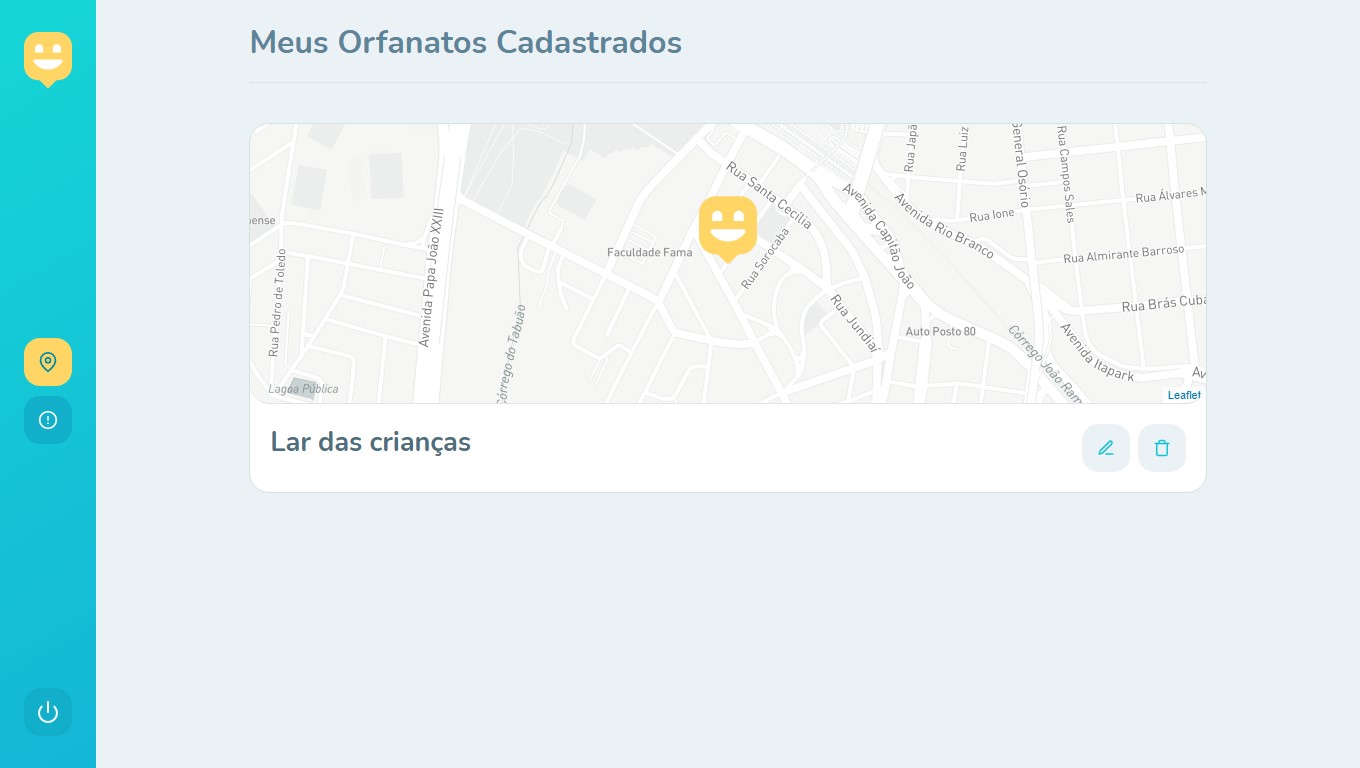 Meus Orfanatos Cadastrados
Rua Santa Cecília
Rua Luiz
General Osório
Rua Campos Sales
Avenida Capitão João
Avenida Rio Branco
Rua Ione
Rua Álvares M
Avenida Papa João XXIII
Faculdade Fama
Rua Sorocaba
Rua Almirante Barroso
Rua Pedro de Toledo
Rua Jundiaí
Auto Posto 80
Rua Brás Cuba
Córrego do Tabuão
Córrego João Ram
Avenida Itapark
Lagoa Pública
Av
Leaflet
Lar das crianças